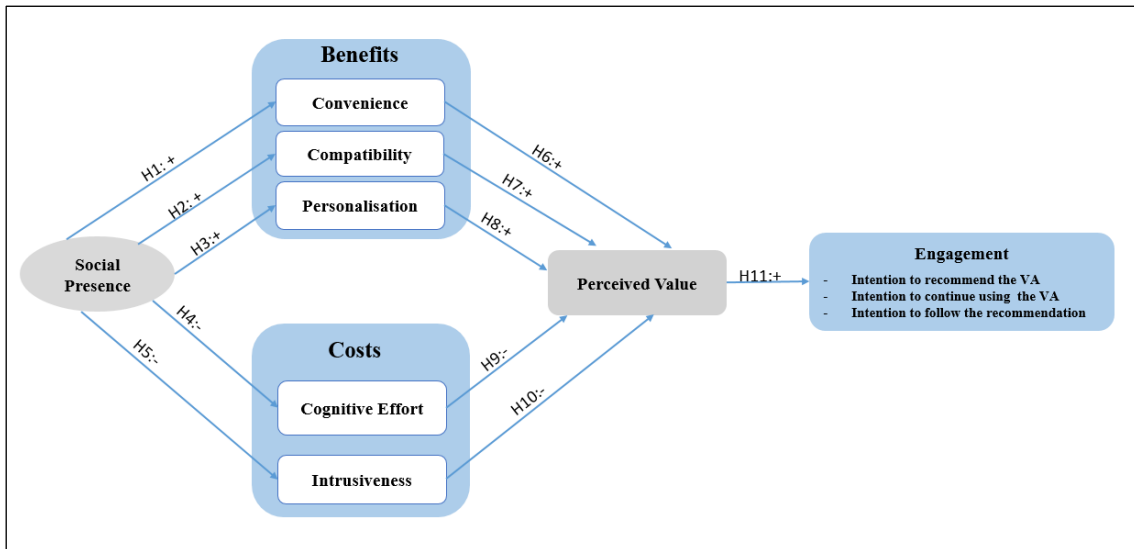 Benefits
Convenience
Compatibility
Personalisation
H1: +
H2: +
H3:+
H4:-
H5:-
Social
Presence
Costs
Cognitive Effort
Intrusiveness
H6:+
H7:+
H8:+
H9:-
H10:-
Perceived Value
H11:+
Engagement
- Intention to recommend the VA
- Intention to continue using the VA
- Intention to follow the recommendation